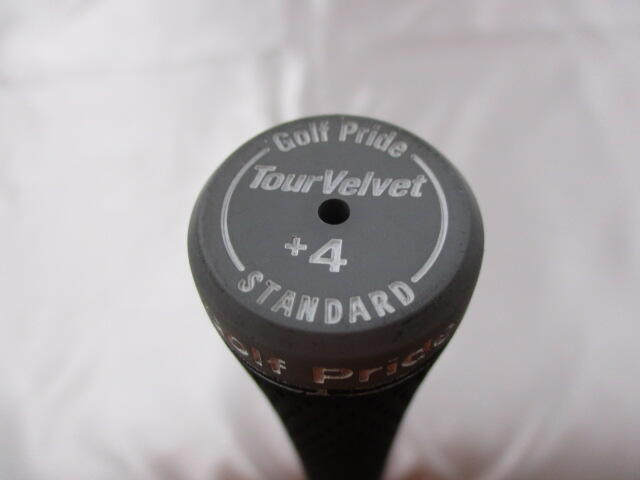 Golf Pride
TourVelvet
+4
STANDARD
Golf Pride